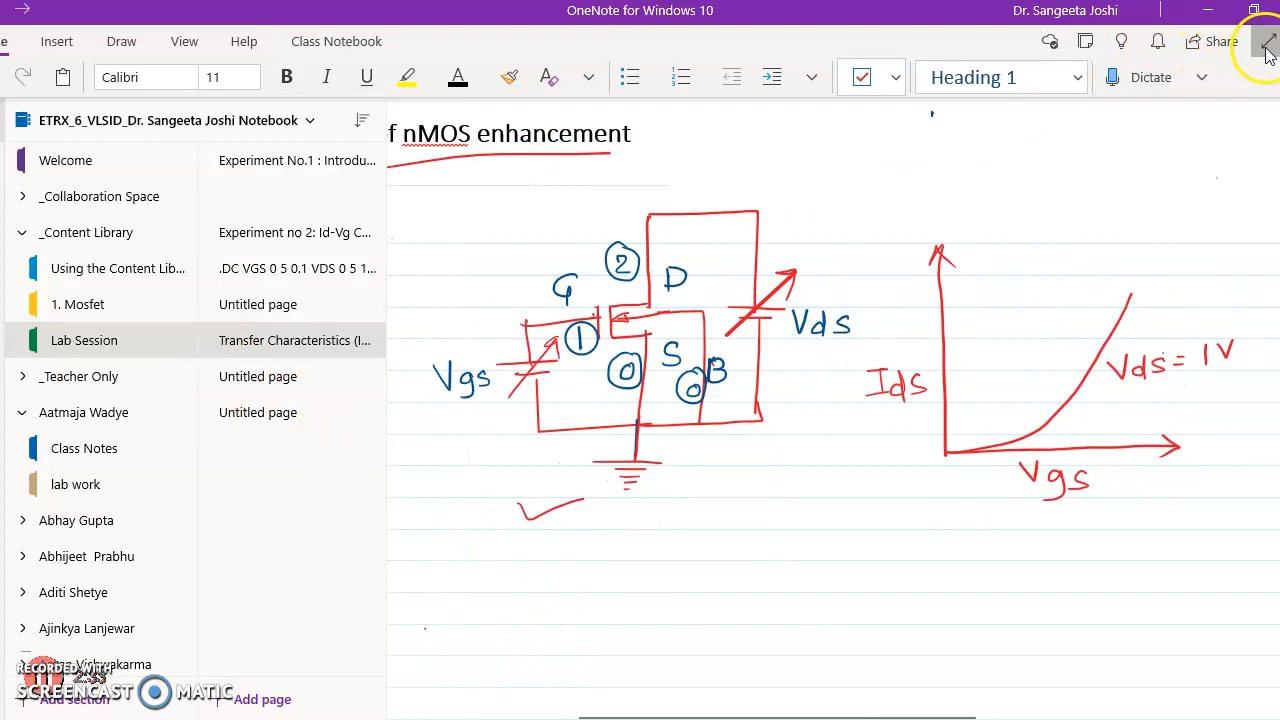 OneNote for Windows 10
Dr. Sangeeta Joshi
e Insert Draw View Help Class Notebook
Share
Calibri 11 B I U A Heading 1 Dictate
ETRX_6_VLSID_Dr. Sangeeta Joshi Notebook
Welcome
_Collaboration Space
_Content Library
Using the Content Lib...
1. Mosfet
Lab Session
_Teacher Only
Aatmaja Wadye
Class Notes
lab work
Abhay Gupta
Abhijeet Prabhu
Aditi Shetye
Ajinkya Lanjewar
Vishwakarma
Add section
Experiment No.1 : Introdu...
Experiment no 2: Id-Vg C...
.DC VGS 0 5 0.1 VDS 0 5 1...
Untitled page
Transfer Characteristics (I...
Untitled page
Untitled page
Add page
RECORDED WITH
SCREENCAST MATIC
f nMOS enhancement
2
G D
1
Vds
Vgs
S
0 B
0
Ids
Vds = 1V
Vgs